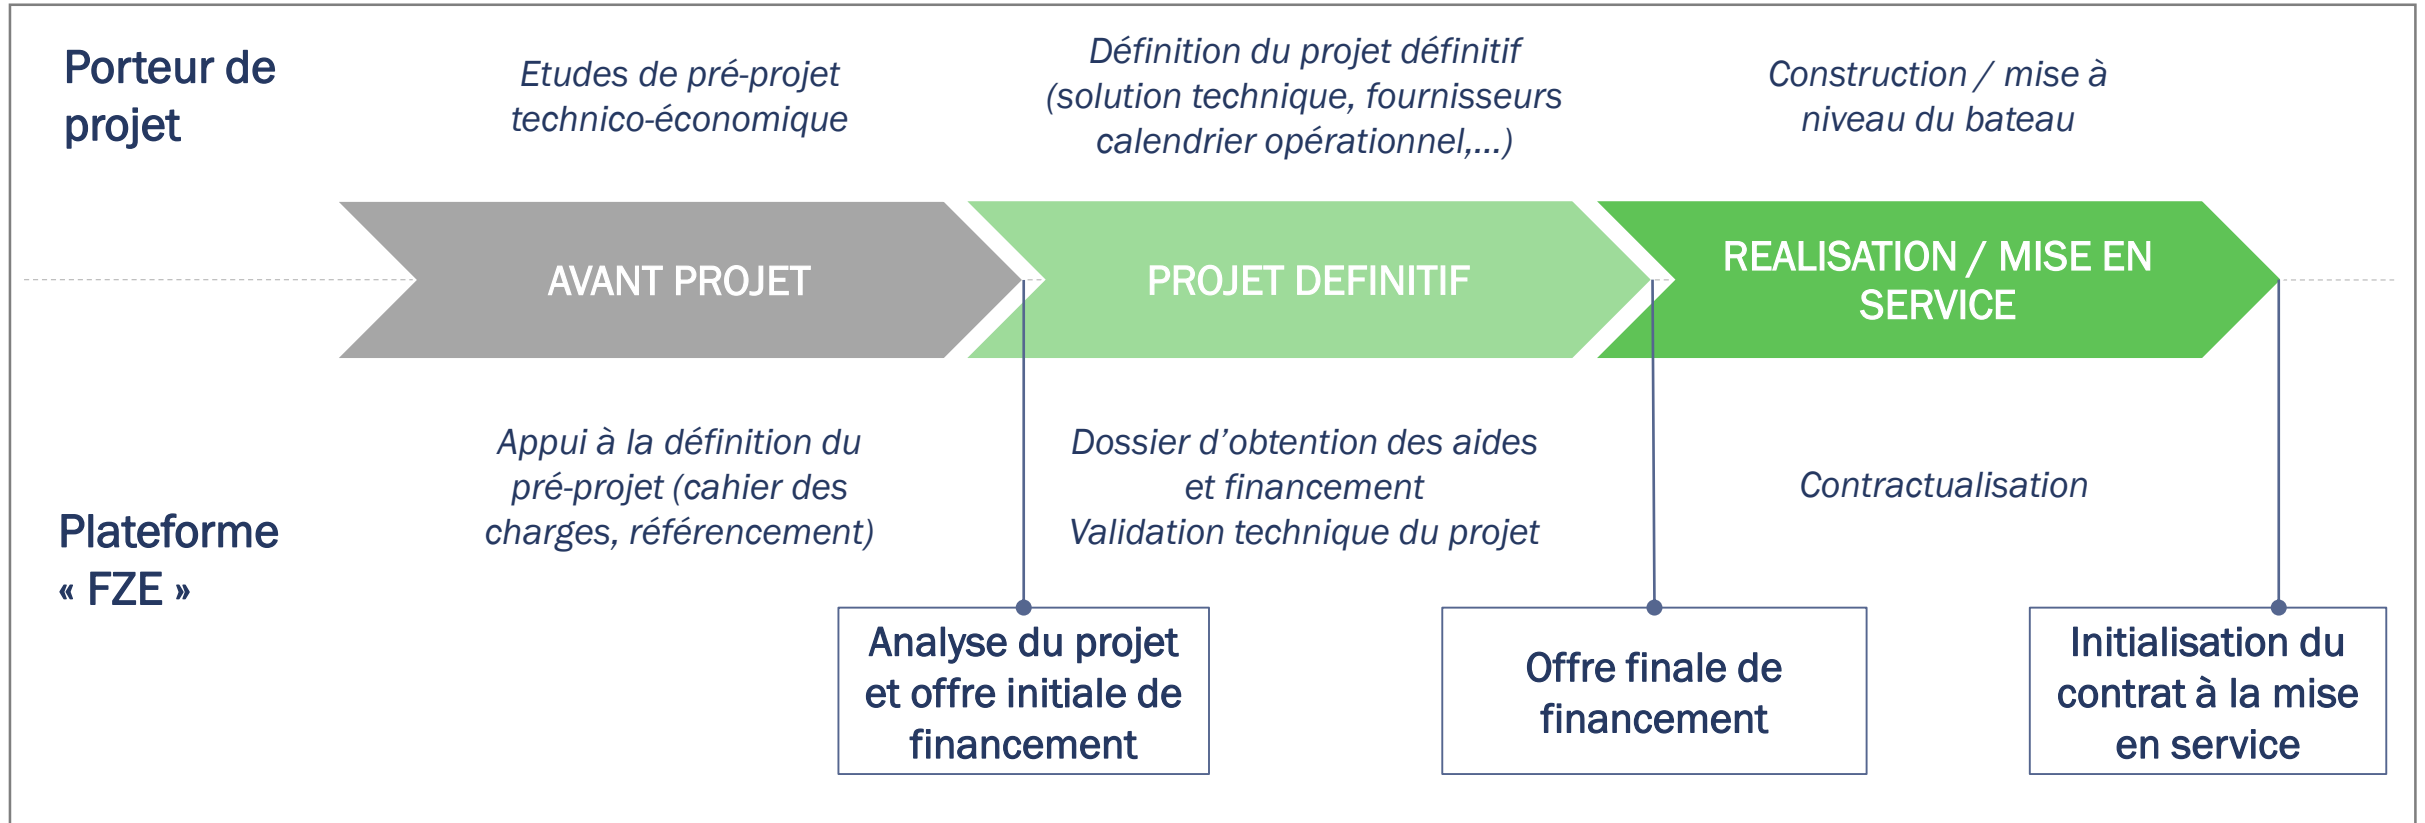 Porteur de
projet
Etudes de pré-projet
technico-économique
Définition du projet définitif
(solution technique, fournisseurs
calendrier opérationnel,...)
Construction / mise à
niveau du bateau
AVANT PROJET
PROJET DEFINITIF
REALISATION / MISE EN
SERVICE
Plateforme
« FZE »
Appui à la définition du
pré-projet (cahier des
charges, référencement)
Dossier d’obtention des aides
et financement
Validation technique du projet
Contractualisation
Analyse du projet
et offre initiale de
financement
Offre finale de
financement
Initialisation du
contrat à la mise
en service